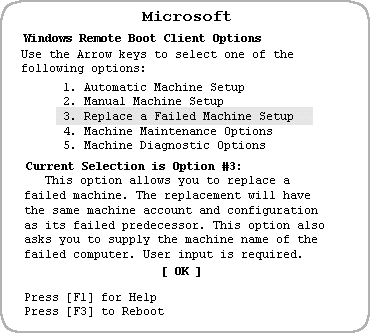 Microsoft
Windows Remote Boot Client Options
Use the Arrow keys to select one of the
following options:
1. Automatic Machine Setup
2. Manual Machine Setup
3. Replace a Failed Machine Setup
4. Machine Maintenance Options
5. Machine Diagnostic Options
Current Selection is Option #3:
This option allows you to replace a
failed machine. The replacement will have
the same machine account and configuration
as its failed predecessor. This option also
asks you to supply the machine name of the
failed computer. User input is required.
[ OK ]
Press [F1] for Help
Press [F3] to Reboot